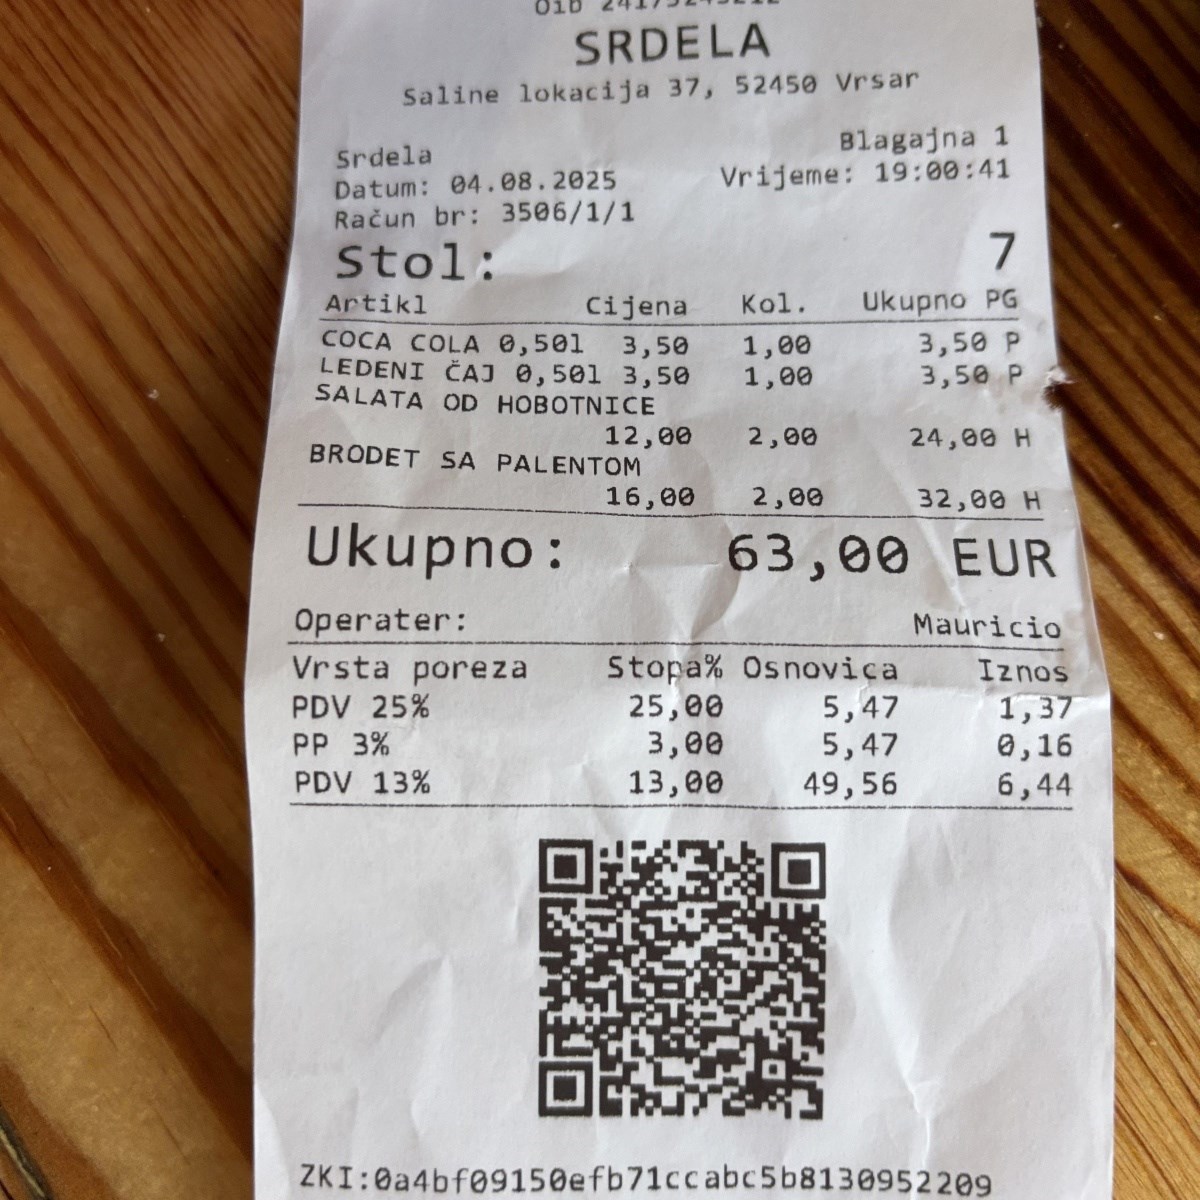 SRDELA
Saline lokacija 37, 52450 Vrsar
Blagajna 1
Srdela
Datum: 04.08.2025 Vrijeme: 19:00:41
Račun br: 3506/1/1
Stol: 7
Artikl Cijena Kol. Ukupno PG
COCA COLA 0,50l 3,50 1,00 3,50 P
LEDENI ČAJ 0,50l 3,50 1,00 3,50 P
SALATA OD HOBOTNICE
12,00 2,00 24,00 H
BRODET SA PALENTOM
16,00 2,00 32,00 H
Ukupno: 63,00 EUR
Operater: Mauricio
Vrsta poreza Stopa% Osnovica Iznos
PDV 25% 25,00 5,47 1,37
PP 3% 3,00 5,47 0,16
PDV 13% 13,00 49,56 6,44
ZKI:0a4bf09150efb71ccabc5b8130952209